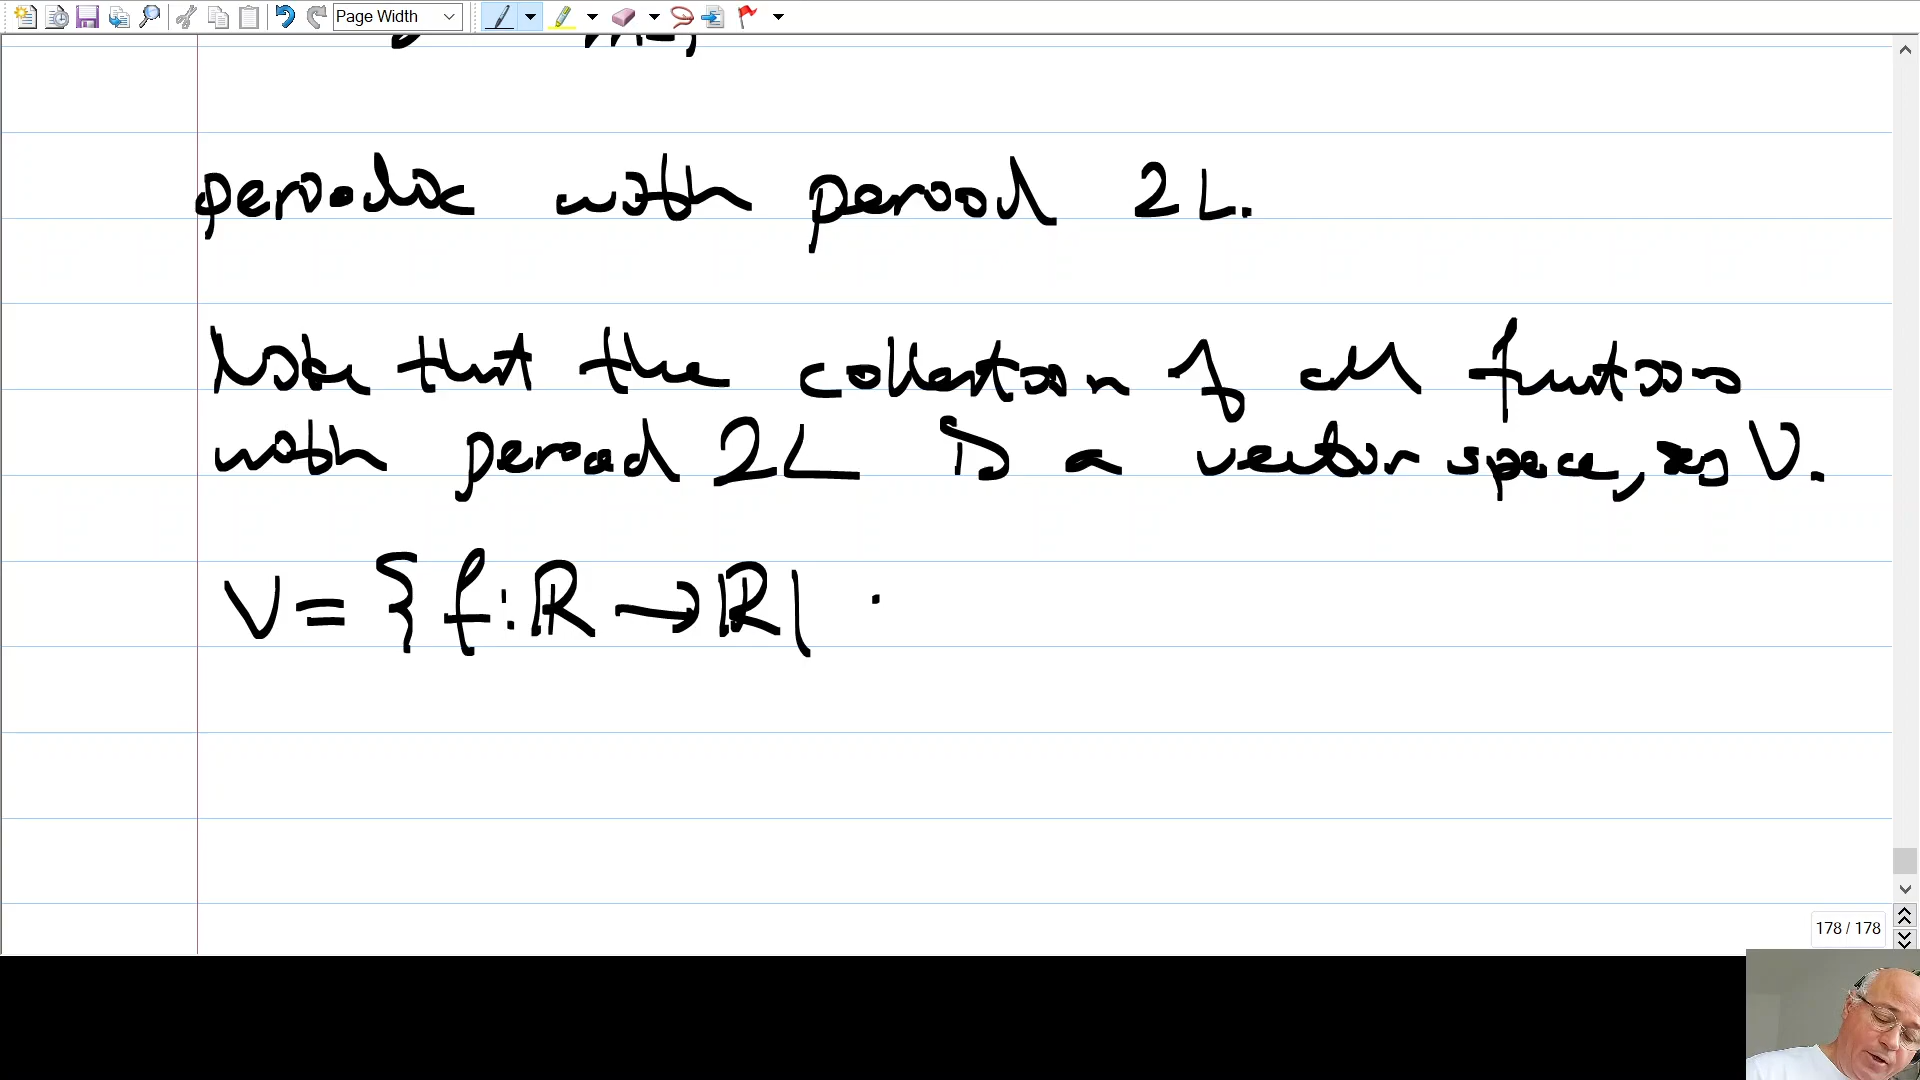 Page Width
periodic with period 2L.
Note that the collection of all functions
with period 2L is a vector space, say V.
V = { f : ℝ → ℝ |
178 / 178